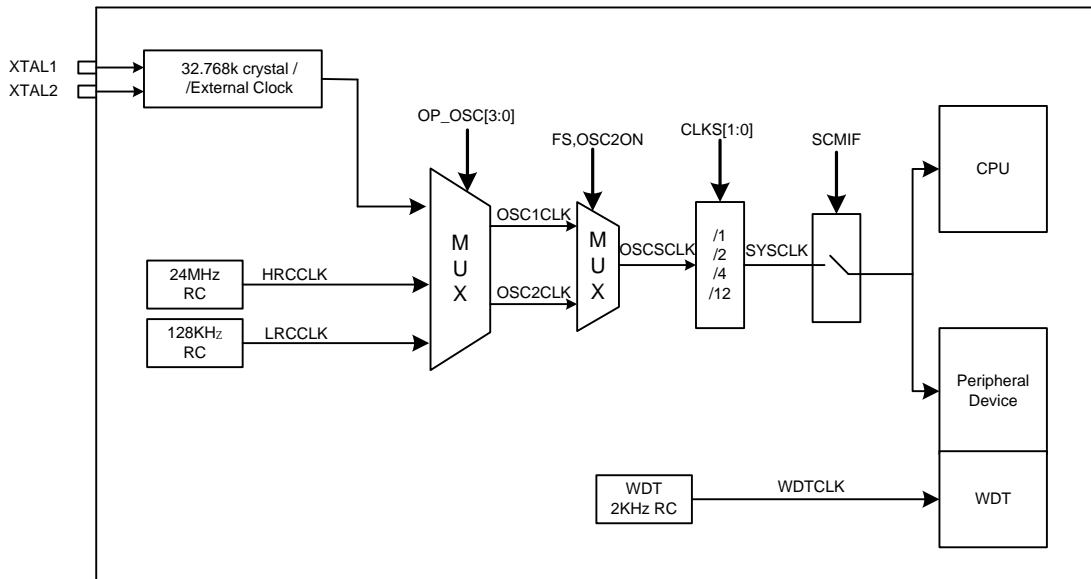 XTAL1
XTAL2
32.768k crystal /
/External Clock
OP_OSC[3:0]
FS,OSC2ON
CLKS[1:0]
SCMIF
CPU
MUX
OSC1CLK
OSC2CLK
MUX
OSCSCLK
/1
/2
/4
/12
SYSCLK
24MHz
RC
HRCCLK
128KHz
RC
LRCCLK
Peripheral
Device
WDT
2KHz RC
WDTCLK
WDT